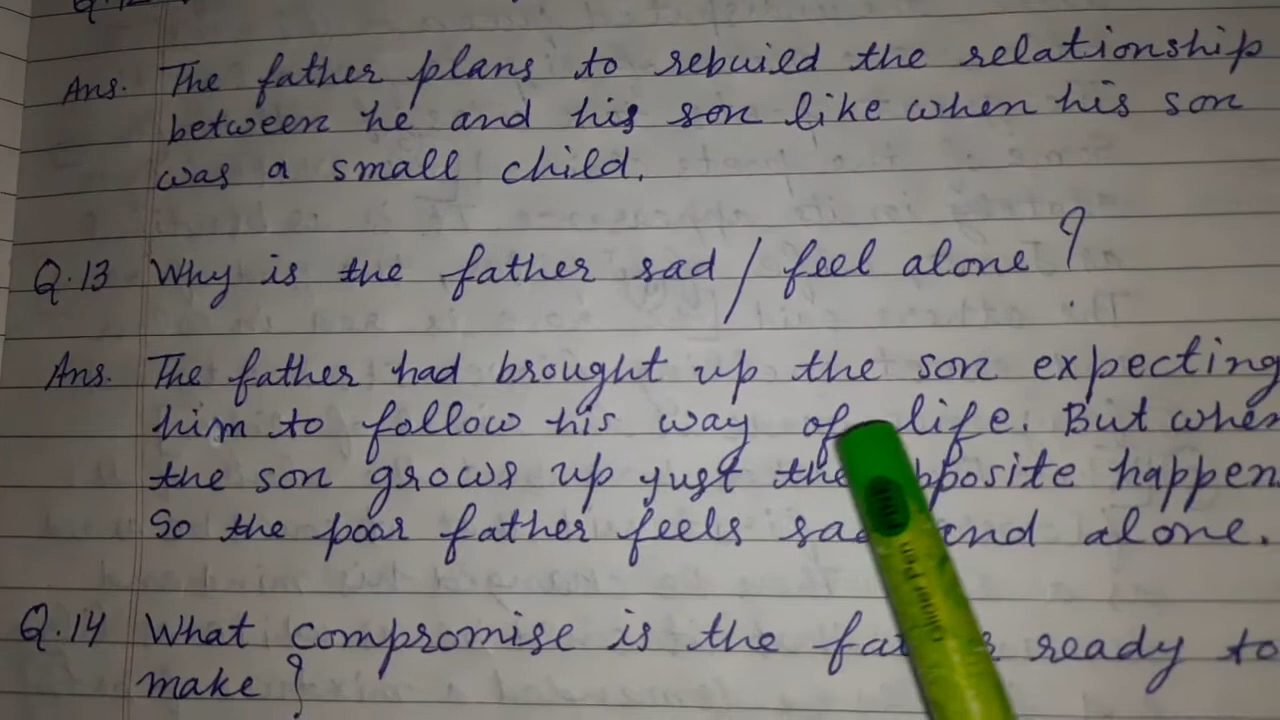 Ans. The father plans to rebuied the relationship
between he and his son like when his son
was a small child.
Q.13 Why is the father sad / feel alone ?
Ans. The father had brought up the son expecting
him to follow his way of life. But when
the son grows up just the opposite happen
So the poor father feels sad and alone.
Q.14 What compromise is the father ready to
make ?